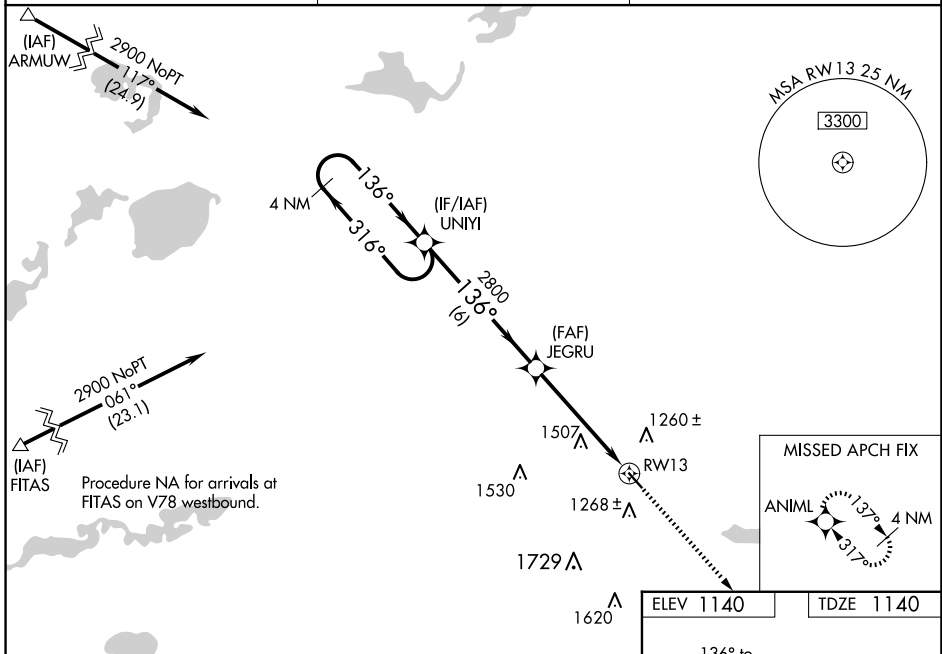 (IAF)
ARMUW
2900 NoPT
117°
(24.9)
MSA RW13 25 NM
3300
4 NM
136°
316°
(IF/IAF)
UNIYI
2800
136°
(6)
(FAF)
JEGRU
2900 NoPT
061°
(23.1)
(IAF)
FITAS
Procedure NA for arrivals at
FITAS on V78 westbound.
1507
1260 ±
RW13
1530
1268 ±
1729
1620
MISSED APCH FIX
ANIML
137°
4 NM
317°
ELEV 1140
TDZE 1140
136° to